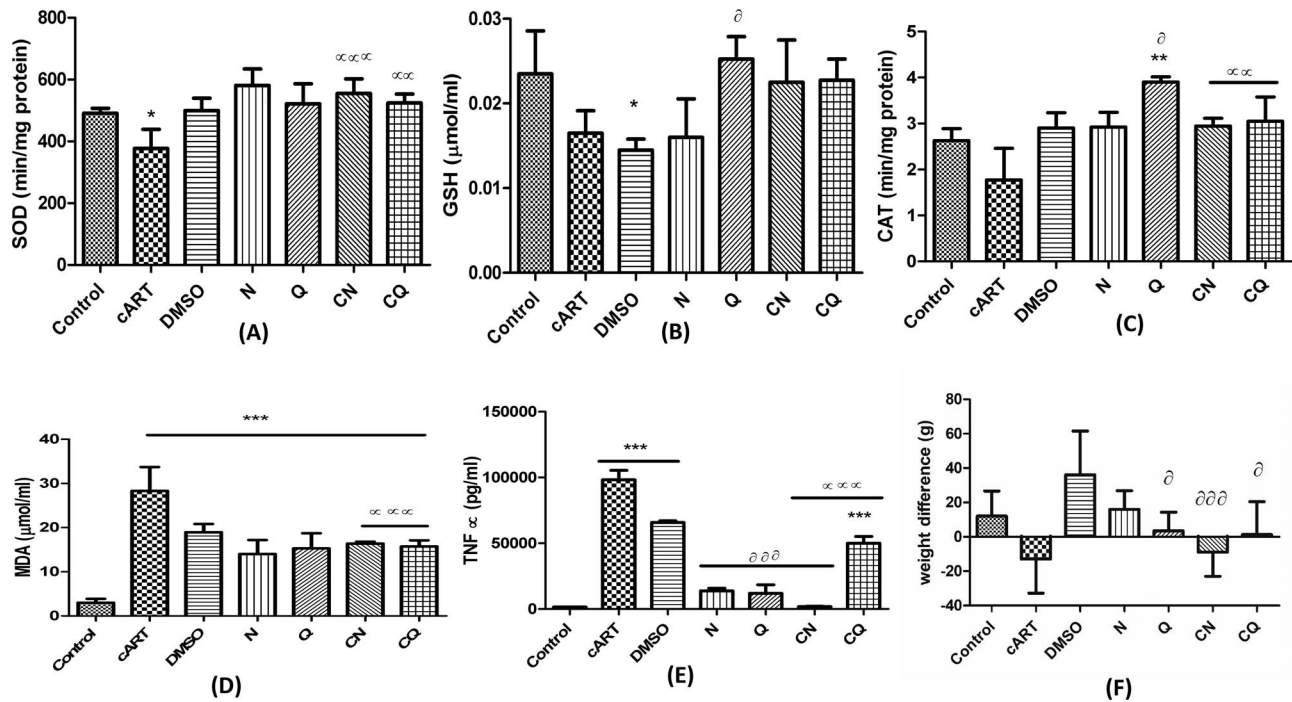 SOD (min/mg protein)
800
600
400
200
0
*
∝∝∝
∝∝
Control
cART
DMSO
N
Q
CN
CQ
(A)
GSH (μmol/ml)
0.03
0.02
0.01
0.00
*
∂
Control
cART
DMSO
N
Q
CN
CQ
(B)
CAT (min/mg protein)
5
4
3
2
1
0
∂
**
∝∝
Control
cART
DMSO
N
Q
CN
CQ
(C)
MDA (μmol/ml)
40
30
20
10
0
***
∝∝∝
Control
cART
DMSO
N
Q
CN
CQ
(D)
TNF ∝ (pg/ml)
150000
100000
50000
0
***
∂∂∂
∝∝∝
***
Control
cART
DMSO
N
Q
CN
CQ
(E)
weight difference (g)
80
60
40
20
0
-20
-40
∂
∂∂∂
∂
Control
cART
DMSO
N
Q
CN
CQ
(F)